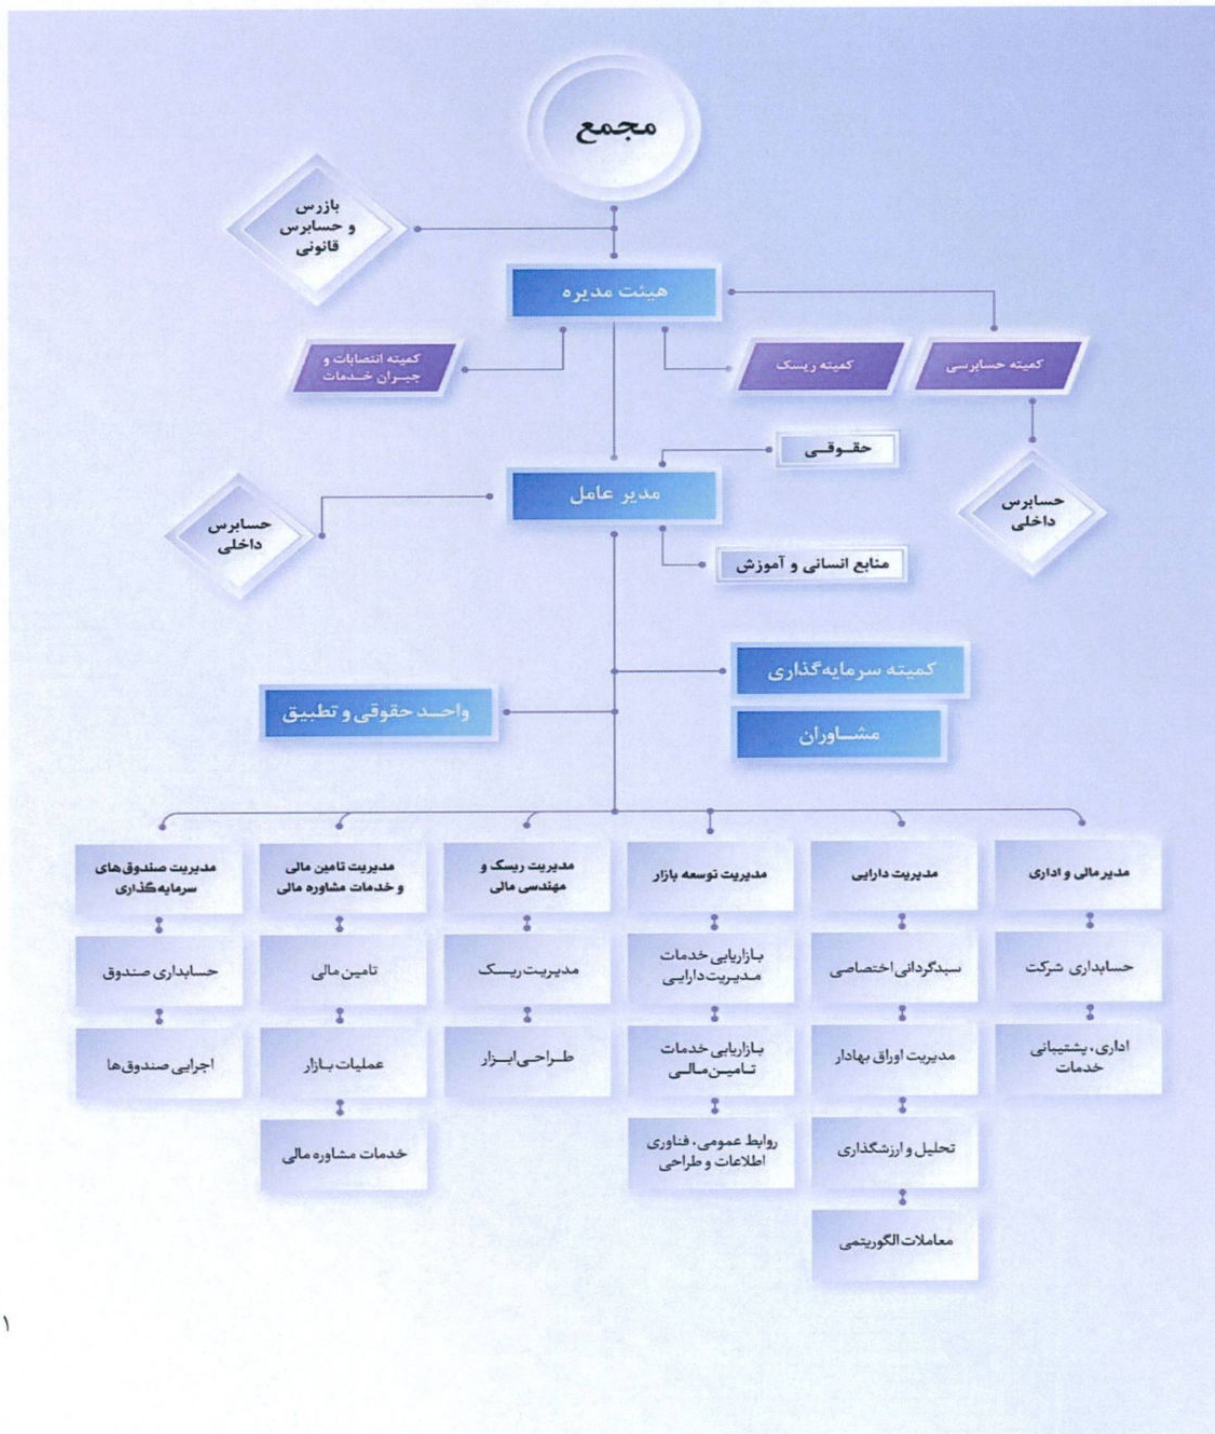 مجمع
بازرس
و حسابرس
قانونی
هیئت مدیره
کمیته حسابرسی
کمیته ریسک
کمیته انتصابات و
جبران خدمات
حقوقی
مدیر عامل
حسابرس
داخلی
حسابرس
داخلی
منابع انسانی و آموزش
کمیته سرمایه‌گذاری
واحد حقوقی و تطبیق
مشاوران
مدیر مالی و اداری
مدیریت دارایی
مدیریت توسعه بازار
مدیریت ریسک و
مهندسی مالی
مدیریت تامین مالی
و خدمات مشاوره مالی
مدیریت صندوق‌های
سرمایه‌گذاری
حسابداری شرکت
سبدگردانی اختصاصی
بازاریابی خدمات
مدیریت دارایی
مدیریت ریسک
تامین مالی
حسابداری صندوق
اداری، پشتیبانی
خدمات
مدیریت اوراق بهادار
بازاریابی خدمات
تامین مالی
طراحی ابزار
عملیات بازار
اجرایی صندوق‌ها
تحلیل و ارزشگذاری
روابط عمومی، فناوری
اطلاعات و طراحی
خدمات مشاوره مالی
معاملات الگوریتمی
۱